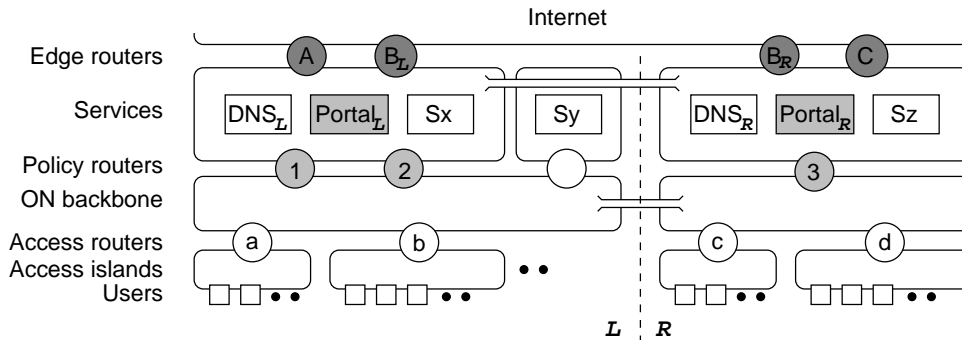 Internet
Edge routers A B_L B_R C
Services DNS_L Portal_L Sx Sy DNS_R Portal_R Sz
Policy routers 1 2 3
ON backbone
Access routers a b c d
Access islands
Users
L R